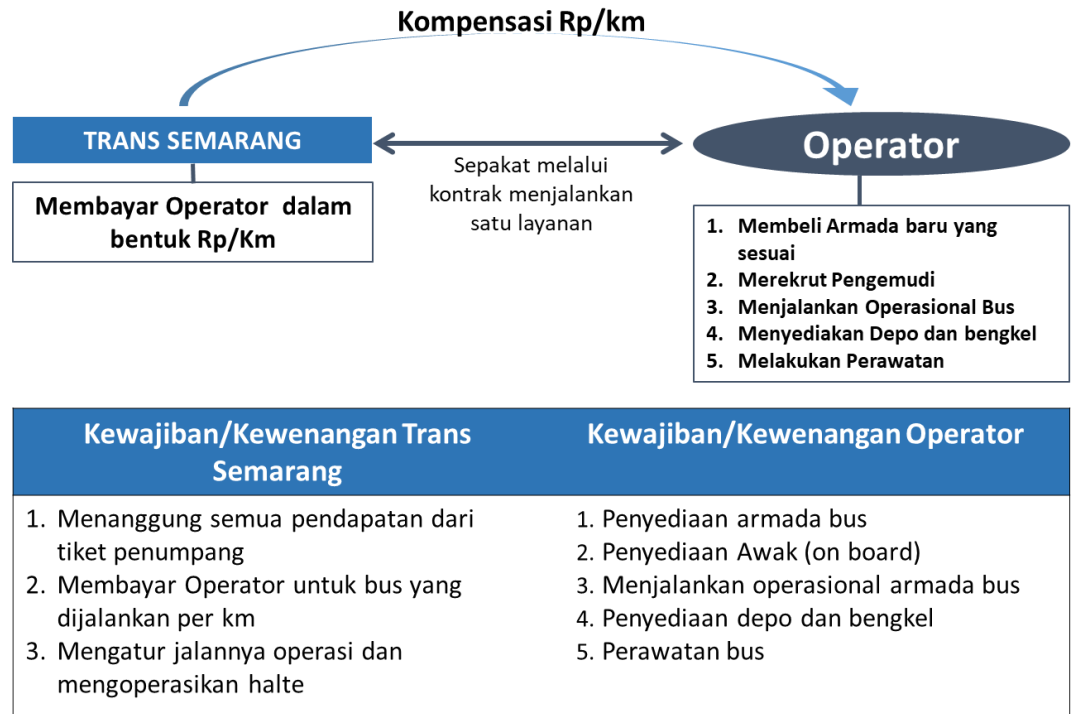 Kompensasi Rp/km
TRANS SEMARANG
Operator
Sepakat melalui
kontrak menjalankan
satu layanan
Membayar Operator dalam
bentuk Rp/Km
1. Membeli Armada baru yang
sesuai
2. Merekrut Pengemudi
3. Menjalankan Operasional Bus
4. Menyediakan Depo dan bengkel
5. Melakukan Perawatan
Kewajiban/Kewenangan Trans
Semarang
Kewajiban/Kewenangan Operator
1. Menanggung semua pendapatan dari
tiket penumpang
2. Membayar Operator untuk bus yang
dijalankan per km
3. Mengatur jalannya operasi dan
mengoperasikan halte
1. Penyediaan armada bus
2. Penyediaan Awak (on board)
3. Menjalankan operasional armada bus
4. Penyediaan depo dan bengkel
5. Perawatan bus